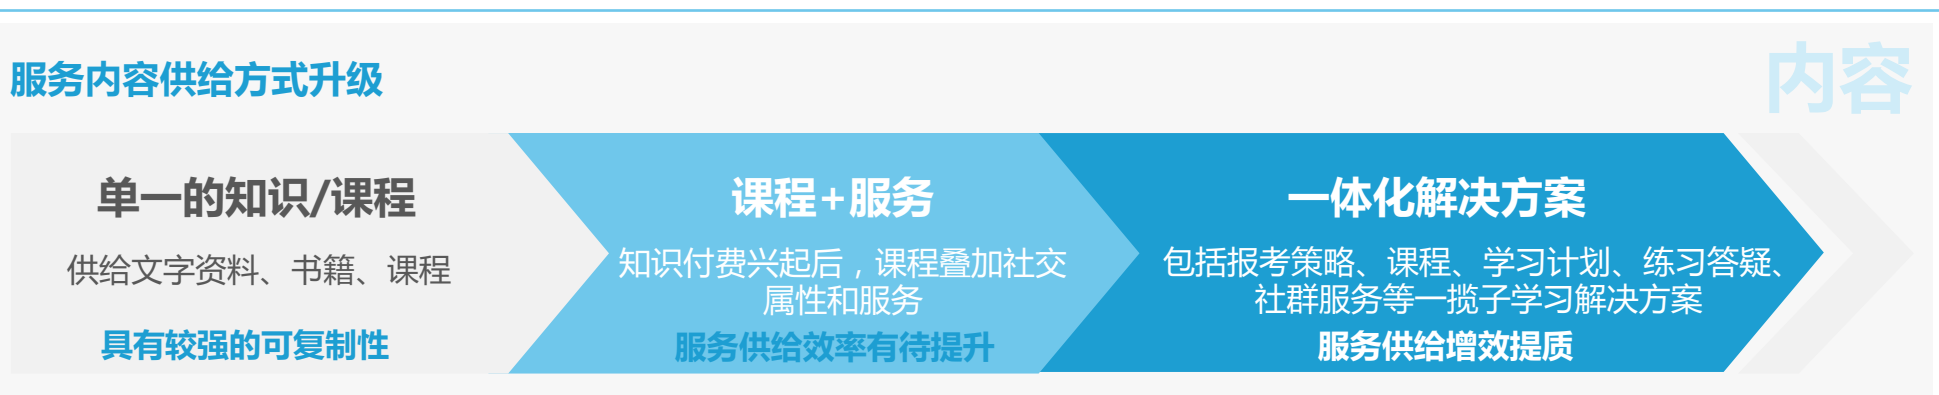 服务内容供给方式升级
内容
单一的知识/课程
供给文字资料、书籍、课程
具有较强的可复制性
课程+服务
知识付费兴起后，课程叠加社交
属性和服务
服务供给效率有待提升
一体化解决方案
包括报考策略、课程、学习计划、练习答疑、
社群服务等一揽子学习解决方案
服务供给增效提质